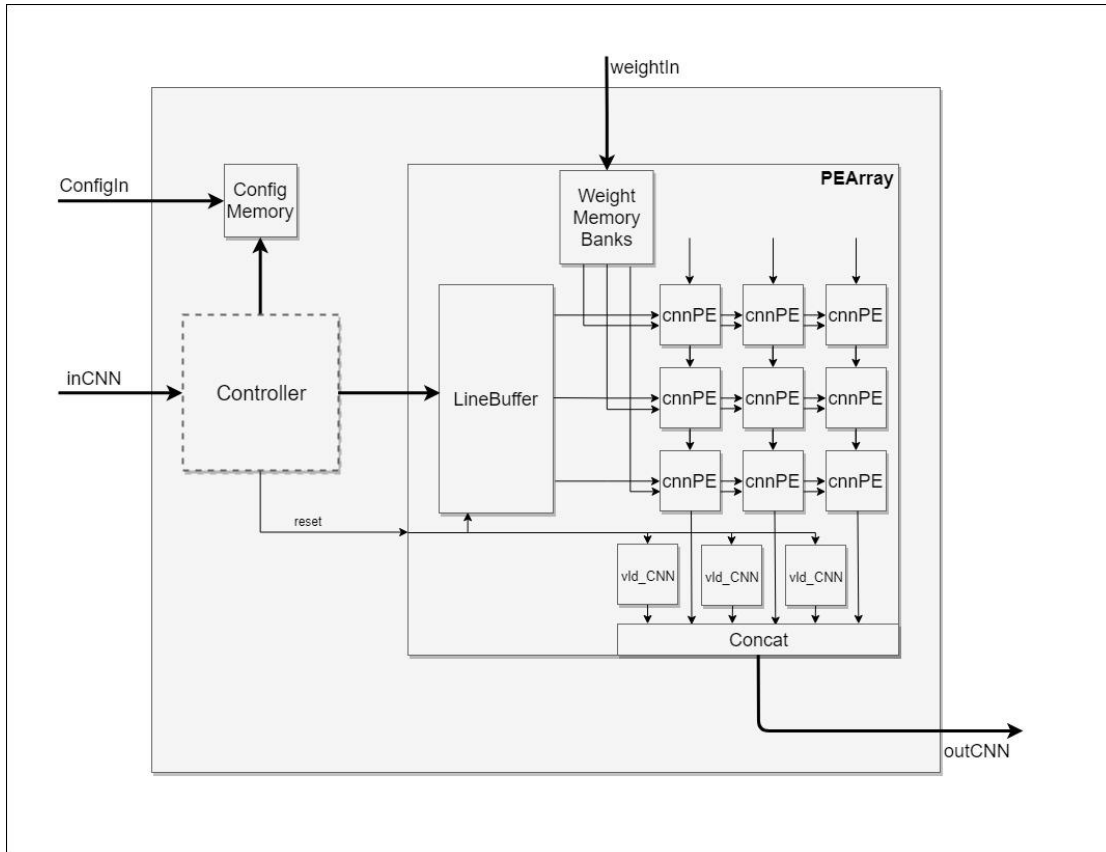 weightIn
ConfigIn
Config
Memory
PEArray
Weight
Memory
Banks
cnnPE cnnPE cnnPE
inCNN
Controller
LineBuffer
cnnPE cnnPE cnnPE
cnnPE cnnPE cnnPE
reset
vld_CNN vld_CNN vld_CNN
Concat
outCNN